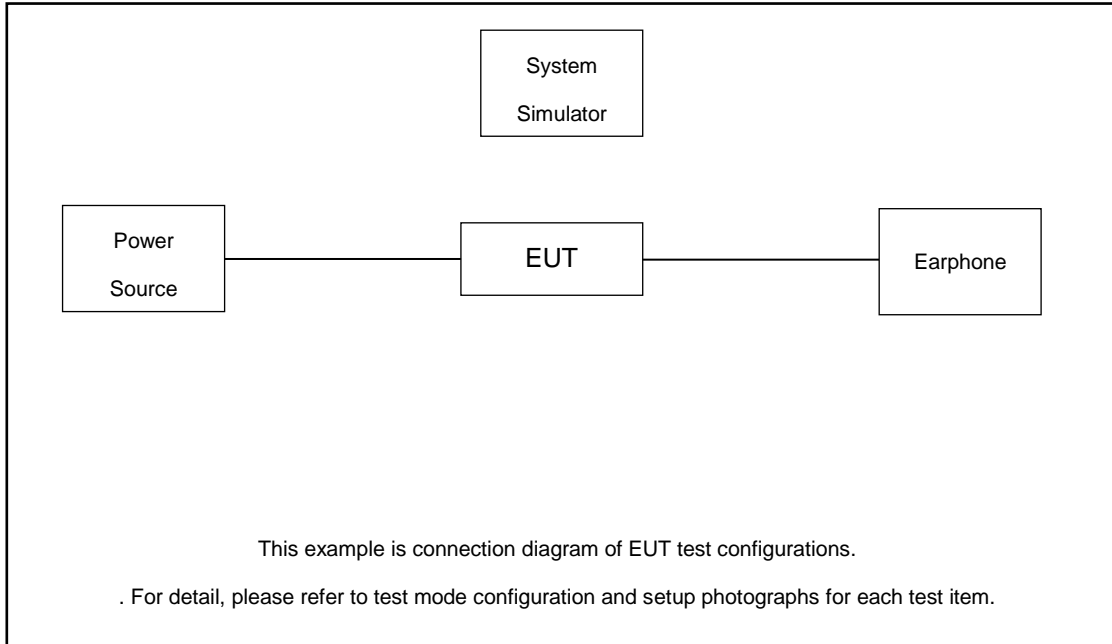 System
Simulator
Power
Source
EUT
Earphone
This example is connection diagram of EUT test configurations.
. For detail, please refer to test mode configuration and setup photographs for each test item.